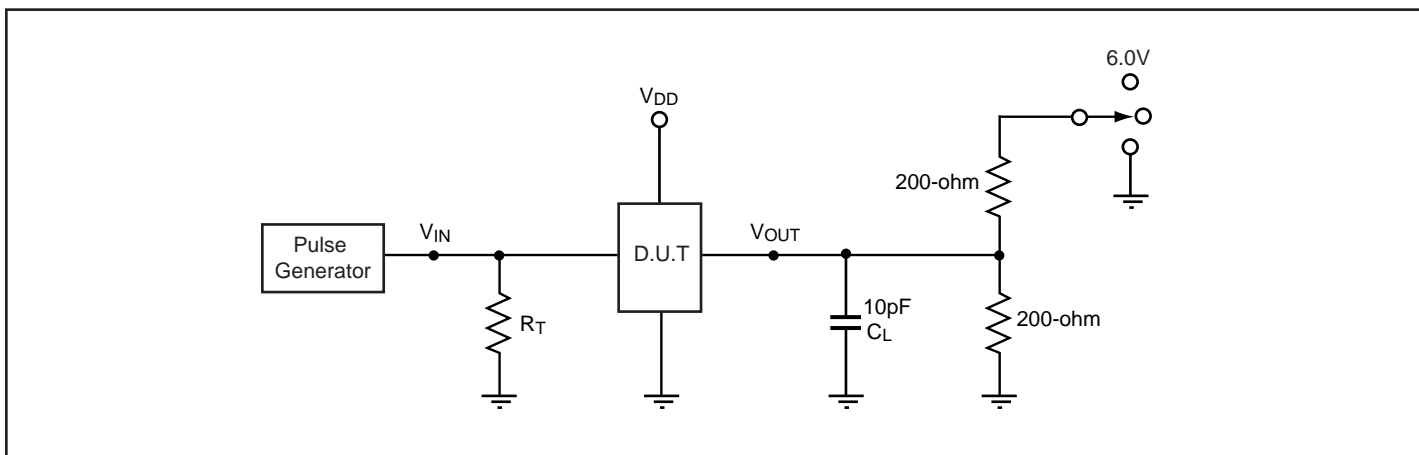 6.0V
VDD
200-ohm
VIN
VOUT
Pulse
Generator
D.U.T
10pF
CL
RT
200-ohm